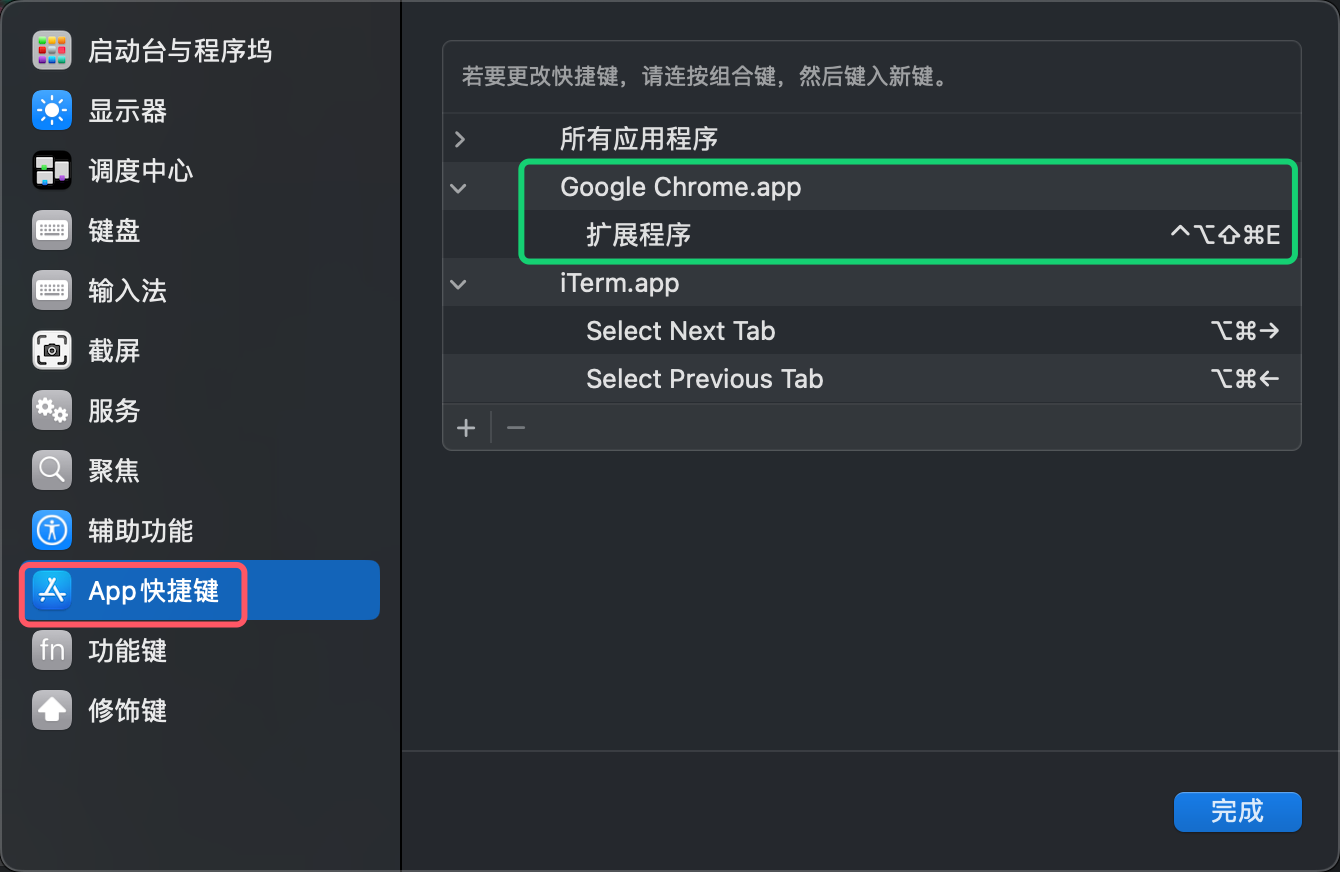 启动台与程序坞
显示器
调度中心
键盘
输入法
截屏
服务
聚焦
辅助功能
App 快捷键
fn 功能键
修饰键
若要更改快捷键，请连按组合键，然后键入新键。
所有应用程序
Google Chrome.app
扩展程序 ^⌥⇧⌘E
iTerm.app
Select Next Tab ⌥⌘→
Select Previous Tab ⌥⌘←
完成